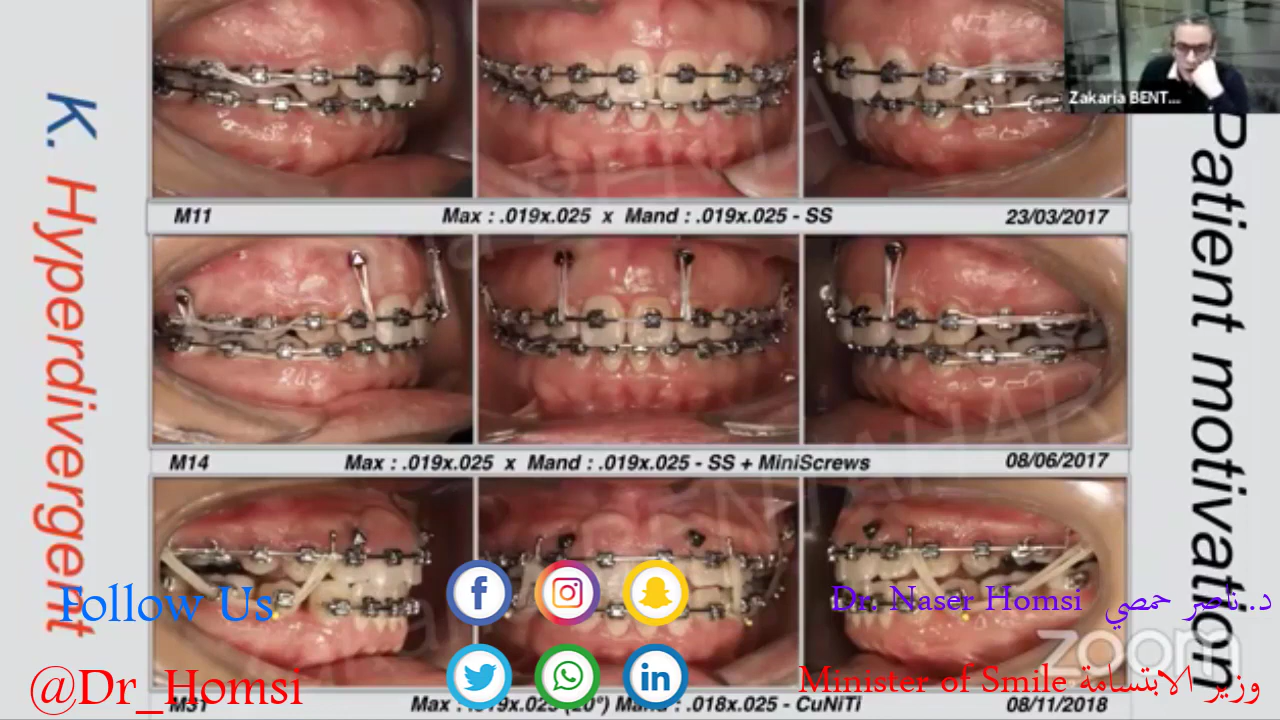 Zakaria BENT...
K. Hyperdivergent
Patient motivation
M11 Max : .019x.025 x Mand : .019x.025 - SS 23/03/2017
M14 Max : .019x.025 x Mand : .019x.025 - SS + MiniScrews 08/06/2017
Follow Us
Dr. Naser Homsi د. ناصر حمصي
zoom
@Dr_Homsi
Minister of Smile وزير الابتسامة
M31 Max : .019x.025 (20°) Mand : .018x.025 - CuNiTi 08/11/2018